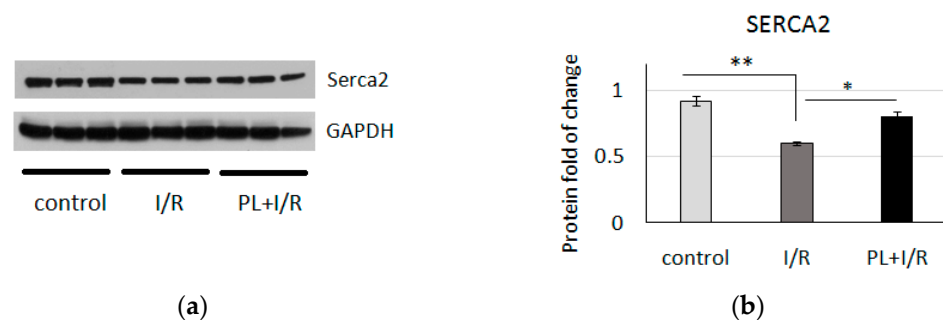 Serca2
GAPDH
control I/R PL+I/R
(a)
SERCA2
Protein fold of change
1
0.5
0
** *
control I/R PL+I/R
(b)